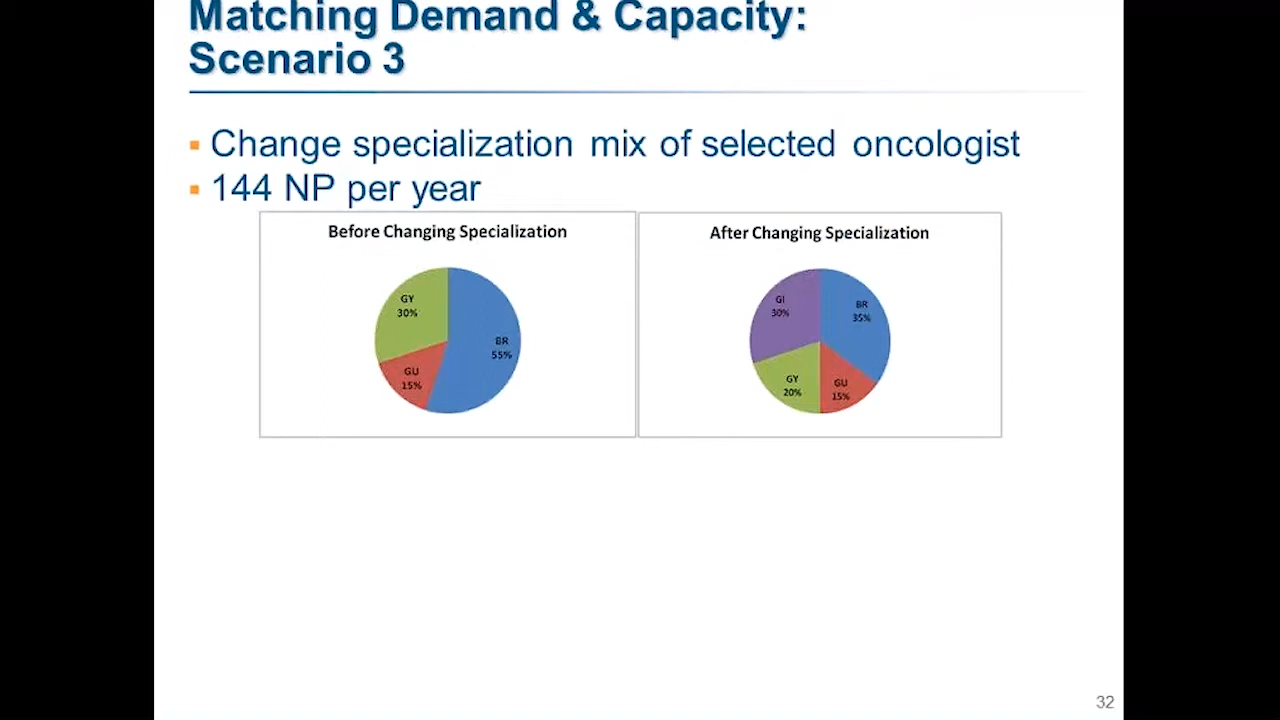 Matching Demand & Capacity:
Scenario 3
▪ Change specialization mix of selected oncologist
▪ 144 NP per year
Before Changing Specialization
GY
30%
BR
55%
GU
15%
After Changing Specialization
GI
30%
BR
35%
GY
20%
GU
15%
32